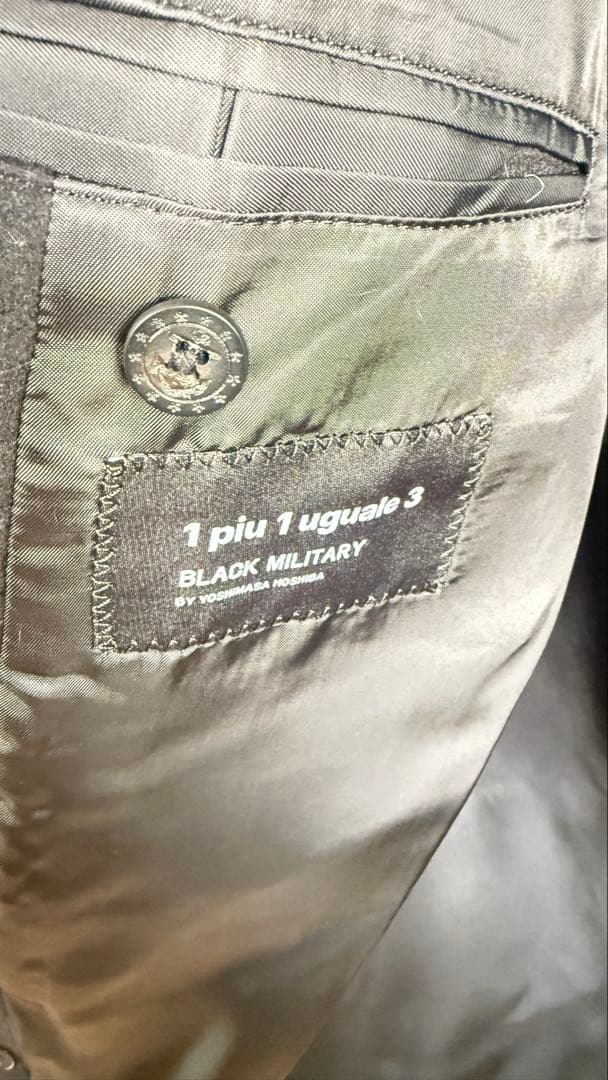 1 piu 1 uguale 3
BLACK MILITARY
BY YOSHIMASA HOSHIBA